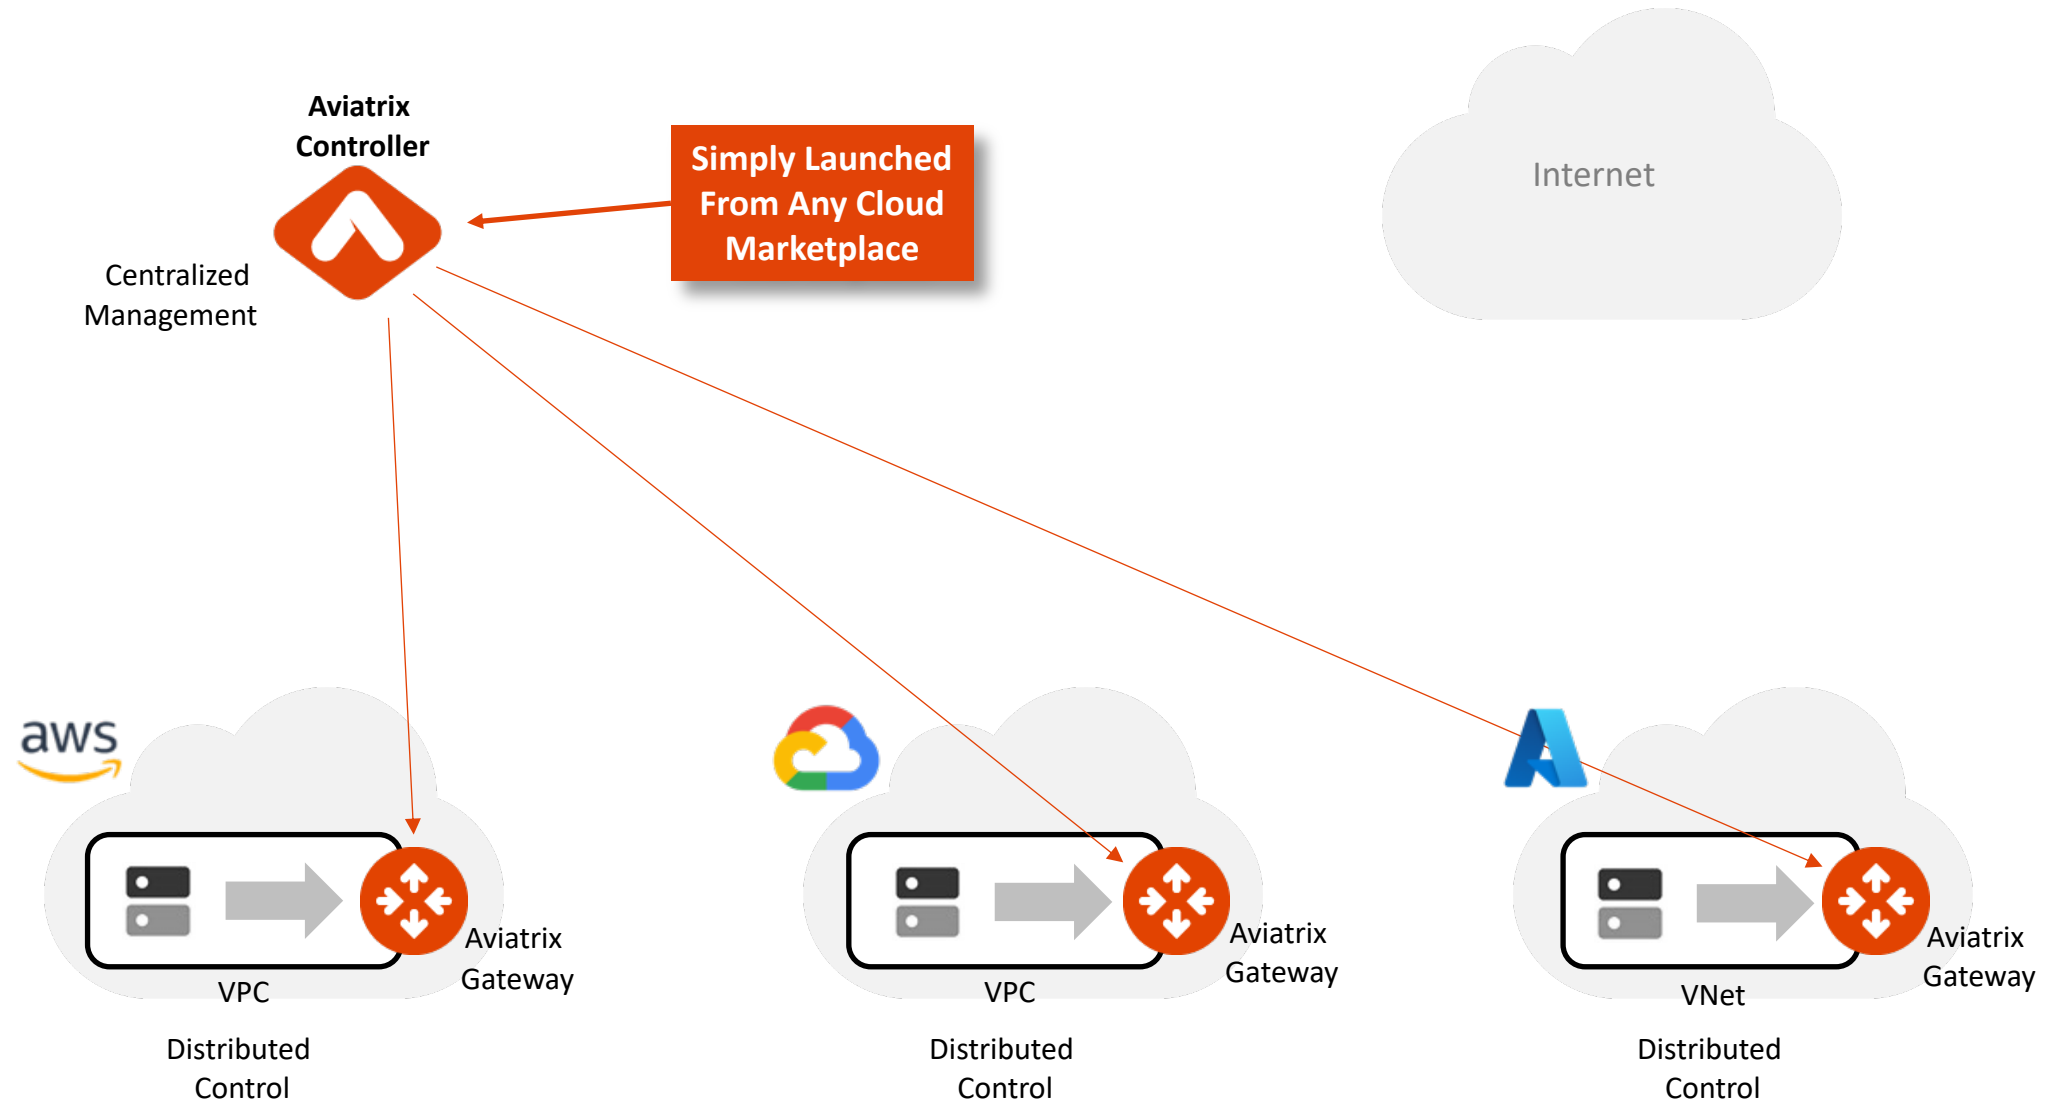 Aviatrix
Controller
Simply Launched
From Any Cloud
Marketplace
Internet
Centralized
Management
aws
Aviatrix
Gateway
VPC
Distributed
Control
Aviatrix
Gateway
VPC
Distributed
Control
Aviatrix
Gateway
VNet
Distributed
Control